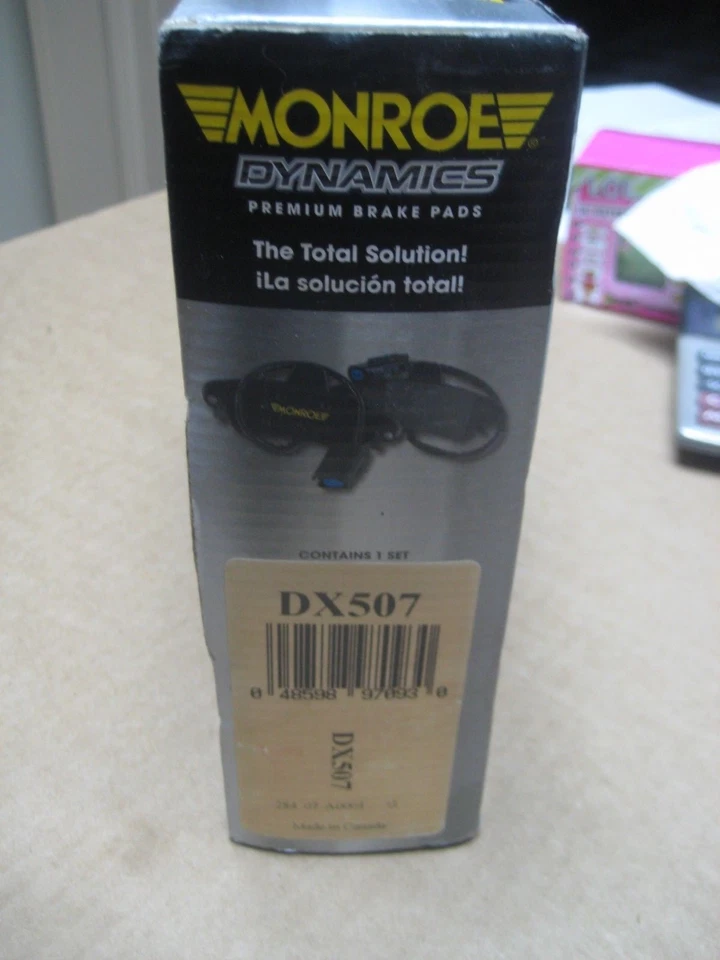 MONROE
DYNAMICS
PREMIUM BRAKE PADS
The Total Solution!
¡La solución total!
MONROE
CONTAINS 1 SET
DX507
0 48598 97093 0
DX507
Made in Canada